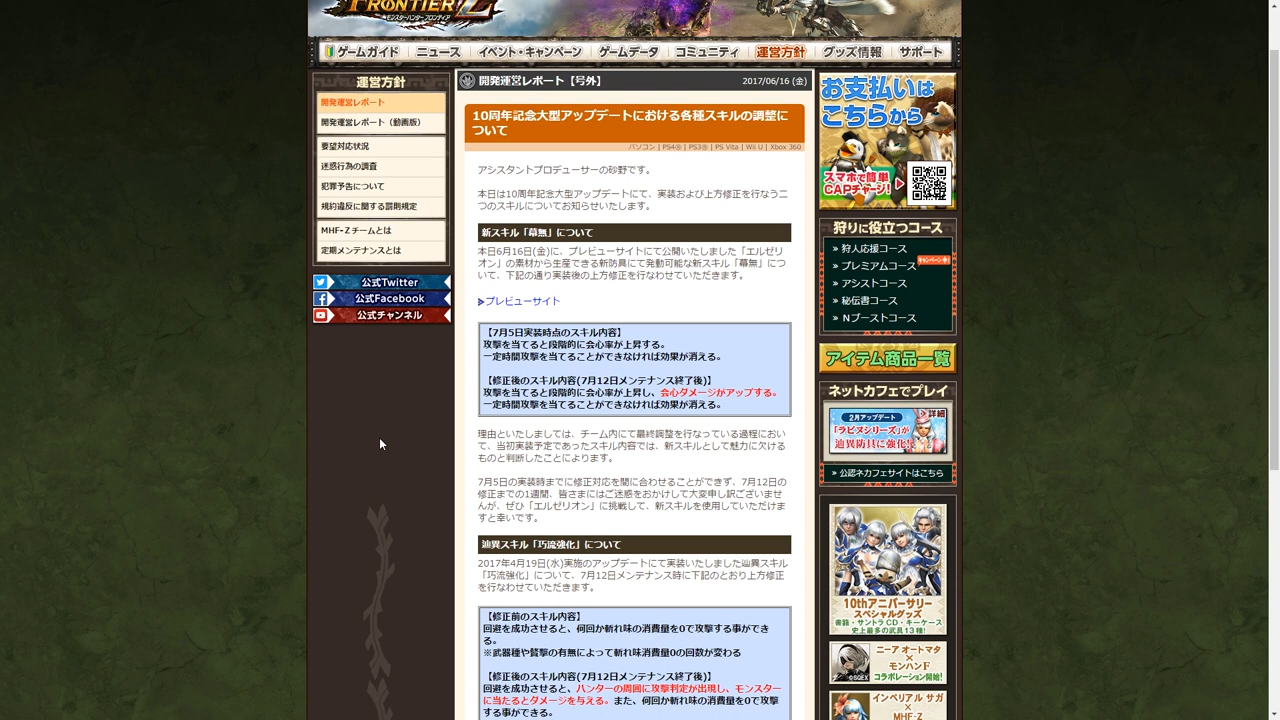 FRONTIER Z
モンスターハンター フロンティア
ゲームガイド
ニュース
イベント・キャンペーン
ゲームデータ
コミュニティ
運営方針
グッズ情報
サポート
運営方針
開発運営レポート
開発運営レポート（動画版）
要望対応状況
迷惑行為の調査
犯罪予告について
規約違反に関する罰則規定
MHF-Zチームとは
定期メンテナンスとは
公式Twitter
公式Facebook
公式チャンネル
開発運営レポート【号外】
2017/06/16 (金)
10周年記念大型アップデートにおける各種スキルの調整に
ついて
パソコン | PS4® | PS3® | PS Vita | Wii U | Xbox 360
アシスタントプロデューサーの砂野です。
本日は10周年記念大型アップデートにて、実装および上方修正を行なう二
つのスキルについてお知らせいたします。
新スキル「幕無」について
本日6月16日(金)に、プレビューサイトにて公開いたしました「エルゼリ
オン」の素材から生産できる新防具にて発動可能な新スキル「幕無」につ
いて、下記の通り実装後の上方修正を行なわせていただきます。
プレビューサイト
【7月5日実装時点のスキル内容】
攻撃を当てると段階的に会心率が上昇する。
一定時間攻撃を当てることができなければ効果が消える。
【修正後のスキル内容(7月12日メンテナンス終了後)】
攻撃を当てると段階的に会心率が上昇し、会心ダメージがアップする。
一定時間攻撃を当てることができなければ効果が消える。
理由といたしましては、チーム内にて最終調整を行なっている過程におい
て、当初実装予定であったスキル内容では、新スキルとして魅力に欠ける
ものと判断したことによります。
7月5日の実装時までに修正対応を間に合わせることができず、7月12日の
修正までの1週間、皆さまにはご迷惑をおかけして大変申し訳ございませ
んが、ぜひ「エルゼリオン」に挑戦して、新スキルを使用していただけま
すと幸いです。
辿異スキル「巧流強化」について
2017年4月19日(水)実施のアップデートにて実装いたしました辿異スキル
「巧流強化」について、7月12日メンテナンス時に下記のとおり上方修正
を行なわせていただきます。
【修正前のスキル内容】
回避を成功させると、何回か斬れ味の消費量を0で攻撃する事ができ
る。
※武器種や賛撃の有無によって斬れ味消費量0の回数が変わる
【修正後のスキル内容(7月12日メンテナンス終了後)】
回避を成功させると、ハンターの周囲に攻撃判定が出現し、モンスター
に当たるとダメージを与える。また、何回か斬れ味の消費量を0で攻撃
する事ができる。
お支払いは
こちらから
スマホで簡単
CAPチャージ!
狩りに役立つコース
» 狩人応援コース
» プレミアムコース
キャンペーン中!
» アシストコース
» 秘伝書コース
» Nブーストコース
アイテム商品一覧
ネットカフェでプレイ
2月アップデート
詳細
「ラビスシリーズ」が
辿異防具に強化!
» 公認ネカフェサイトはこちら
10thアニバーサリー
スペシャルグッズ
書籍・サントラCD・キーケース
史上最多の武具13種!
ニーア オートマタ
×
モンハンF
コラボレーション開始!
©SQEX
インペリアル サガ
×
MHF-Z